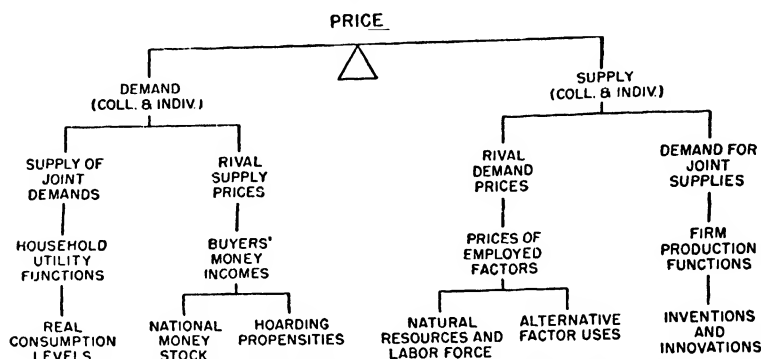 PRICE
DEMAND
(COLL. & INDIV.)
SUPPLY
(COLL. & INDIV.)
SUPPLY OF
JOINT
DEMANDS
RIVAL
SUPPLY
PRICES
RIVAL
DEMAND
PRICES
DEMAND FOR
JOINT
SUPPLIES
HOUSEHOLD
UTILITY
FUNCTIONS
BUYERS'
MONEY
INCOMES
PRICES OF
EMPLOYED
FACTORS
FIRM
PRODUCTION
FUNCTIONS
REAL
CONSUMPTION
LEVELS
NATIONAL
MONEY
STOCK
HOARDING
PROPENSITIES
NATURAL
RESOURCES AND
LABOR FORCE
ALTERNATIVE
FACTOR USES
INVENTIONS
AND
INNOVATIONS